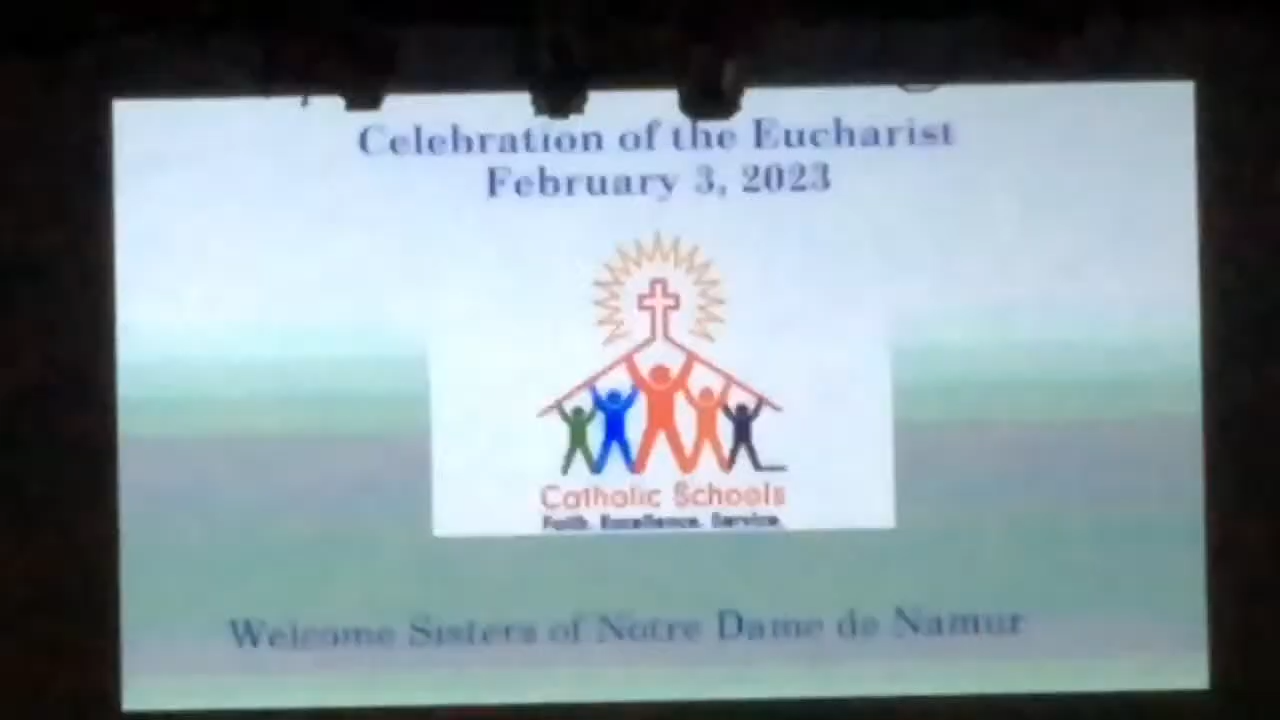 Celebration of the Eucharist
February 3, 2023
Catholic Schools
Faith. Excellence. Service.
Welcome Sisters of Notre Dame de Namur